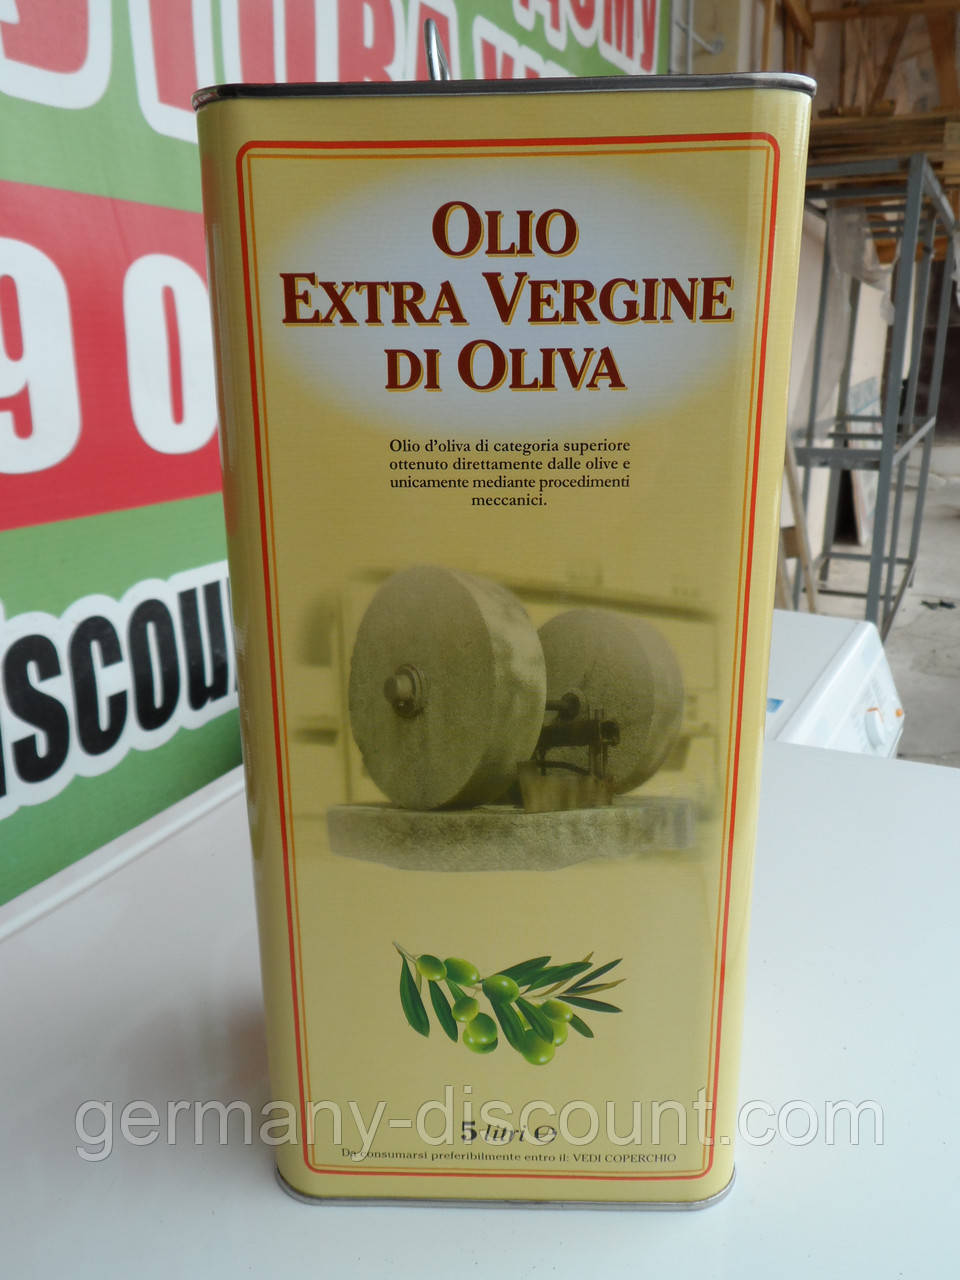 ДОМУ
90
OLIO
EXTRA VERGINE
DI OLIVA
Olio d'oliva di categoria superiore
ottenuto direttamente dalle olive e
unicamente mediante procedimenti
meccanici.
germany-discount.com
5 litri ℮
Da consumarsi preferibilmente entro il: VEDI COPERCHIO